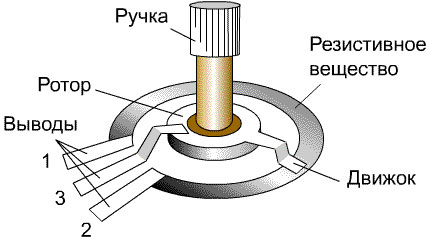 Ручка
Резистивное
вещество
Ротор
Выводы
1
3
2
Движок